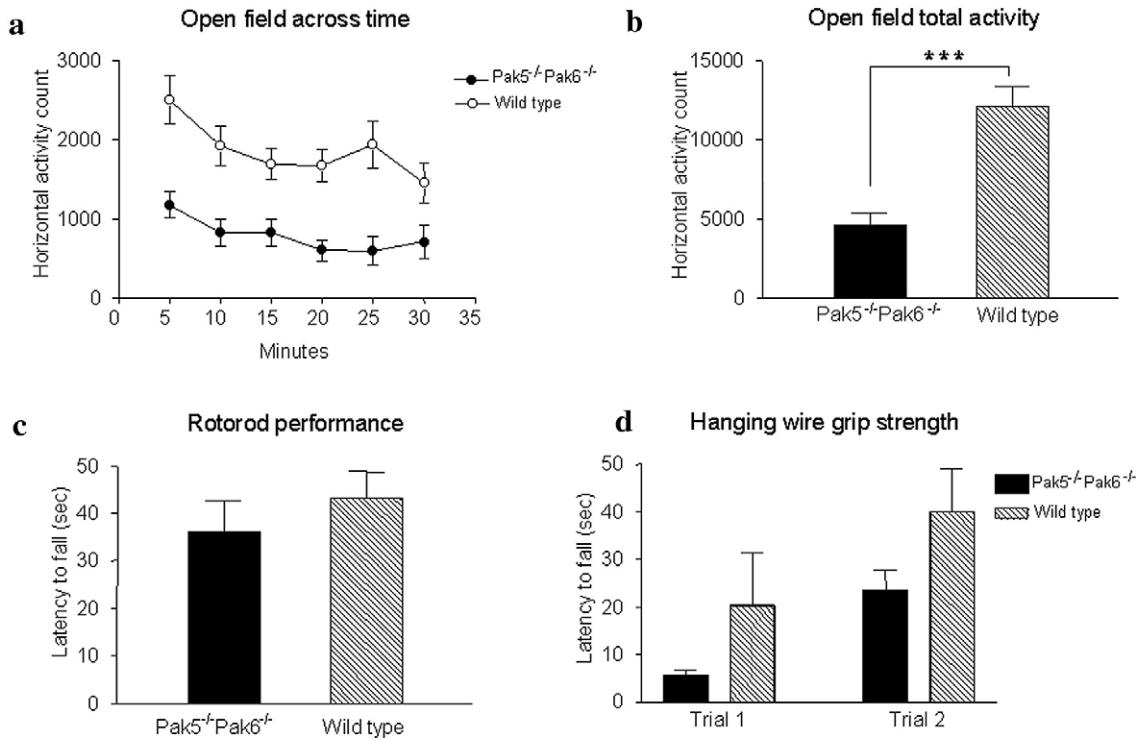 a
Open field across time
3000
2000
1000
0
Horizontal activity count
0 5 10 15 20 25 30 35
Minutes
Pak5-/-Pak6-/-
Wild type
b
Open field total activity
15000
10000
5000
0
Horizontal activity count
***
Pak5-/-Pak6-/- Wild type
c
Rotorod performance
50
40
30
20
10
0
Latency to fall (sec)
Pak5-/-Pak6-/- Wild type
d
Hanging wire grip strength
50
40
30
20
10
0
Latency to fall (sec)
Trial 1 Trial 2
Pak5-/-Pak6-/-
Wild type